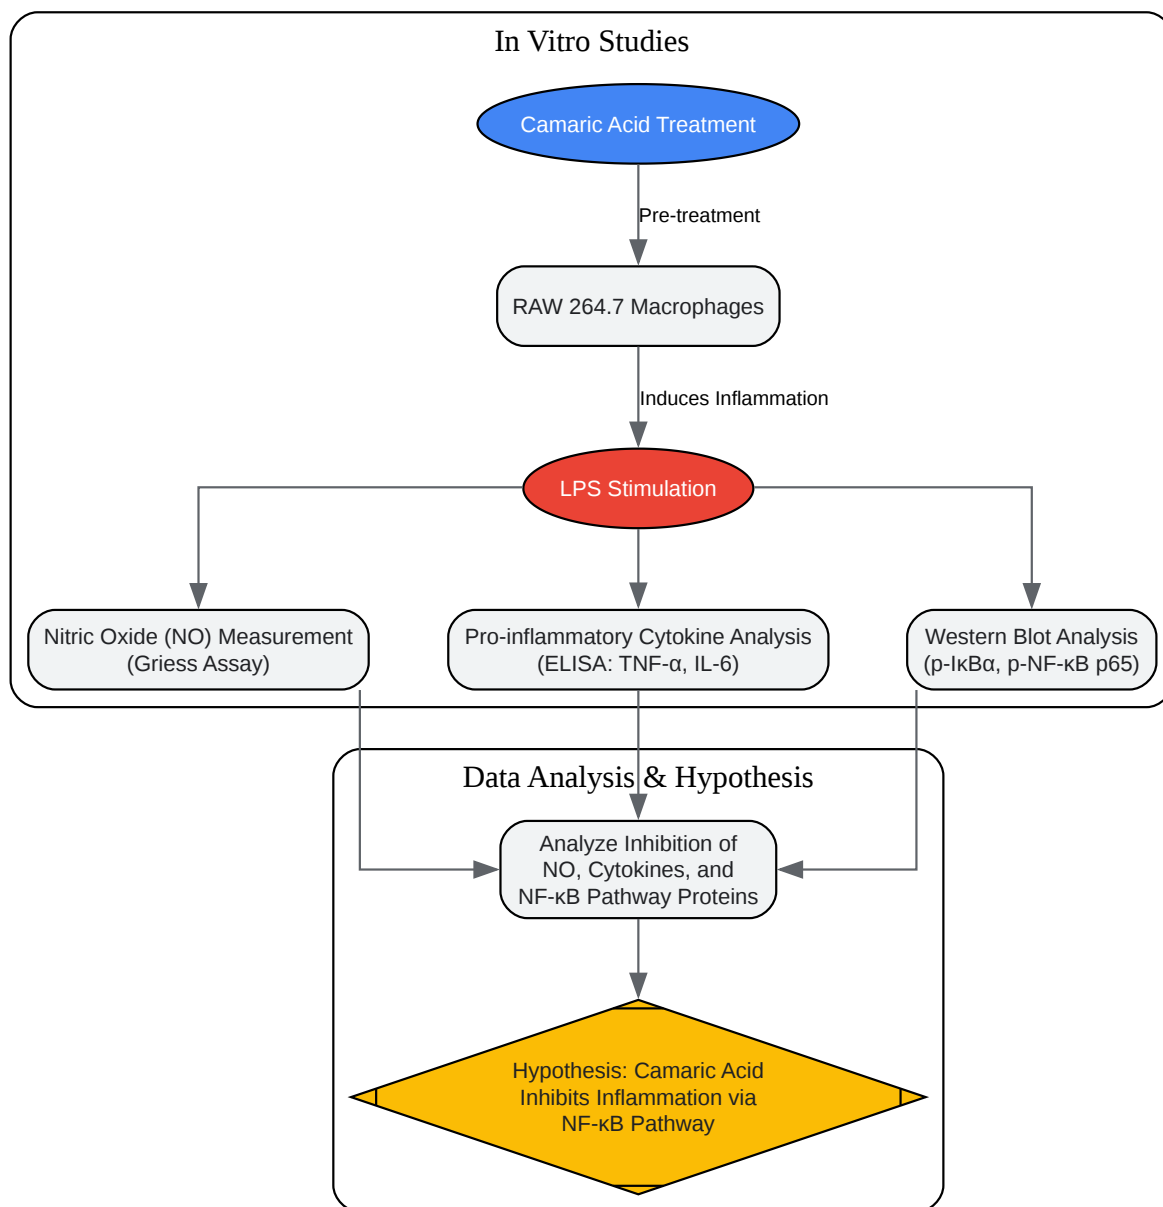 In Vitro Studies
Camaric Acid Treatment
Pre-treatment
RAW 264.7 Macrophages
Induces Inflammation
LPS Stimulation
Nitric Oxide (NO) Measurement
(Griess Assay)
Pro-inflammatory Cytokine Analysis
(ELISA: TNF-α, IL-6)
Western Blot Analysis
(p-IκBα, p-NF-κB p65)
Data Analysis & Hypothesis
Analyze Inhibition of
NO, Cytokines, and
NF-κB Pathway Proteins
Hypothesis: Camaric Acid
Inhibits Inflammation via
NF-κB Pathway